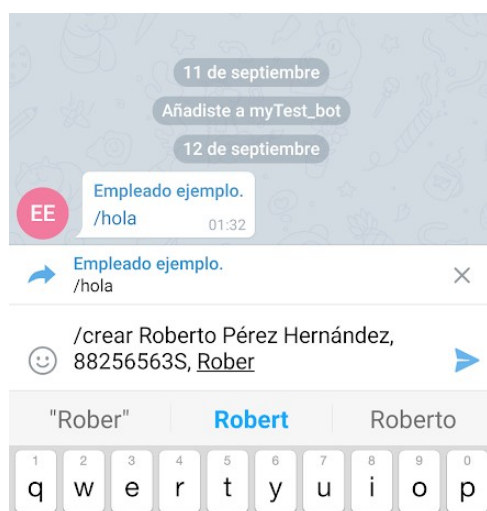 11 de septiembre
Añadiste a myTest_bot
12 de septiembre
Empleado ejemplo.
EE
/hola
01:32
Empleado ejemplo.
/hola
/crear Roberto Pérez Hernández,
88256563S, Rober
"Rober" Robert Roberto
1 2 3 4 5 6 7 8 9 0
q w e r t y u i o p